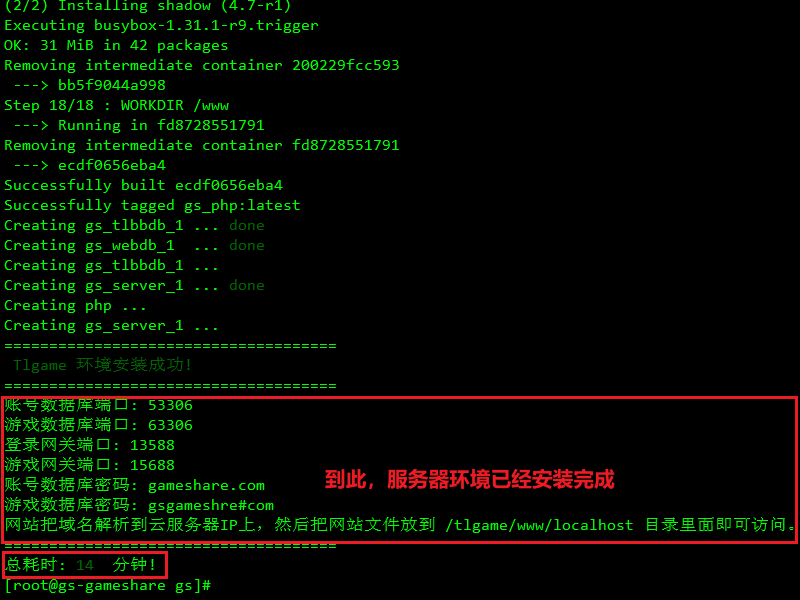 (2/2) Installing shadow (4.7-r1)
Executing busybox-1.31.1-r9.trigger
OK: 31 MiB in 42 packages
Removing intermediate container 200229fcc593
---> bb5f9044a998
Step 18/18 : WORKDIR /www
---> Running in fd8728551791
Removing intermediate container fd8728551791
---> ecdf0656eba4
Successfully built ecdf0656eba4
Successfully tagged gs_php:latest
Creating gs_tlbbdb_1 ... done
Creating gs_webdb_1  ... done
Creating gs_tlbbdb_1 ...
Creating gs_server_1 ... done
Creating php ...
Creating gs_server_1 ...
=====================================
Tlgame 环境安装成功!
=====================================
账号数据库端口: 53306
游戏数据库端口: 63306
登录网关端口: 13588
游戏网关端口: 15688
账号数据库密码: gameshare.com
到此，服务器环境已经安装完成
游戏数据库密码: gsgameshre#com
网站把域名解析到云服务器IP上，然后把网站文件放到 /tlgame/www/localhost 目录里面即可访问。
=====================================
总耗时: 14  分钟!
[root@gs-gameshare gs]#